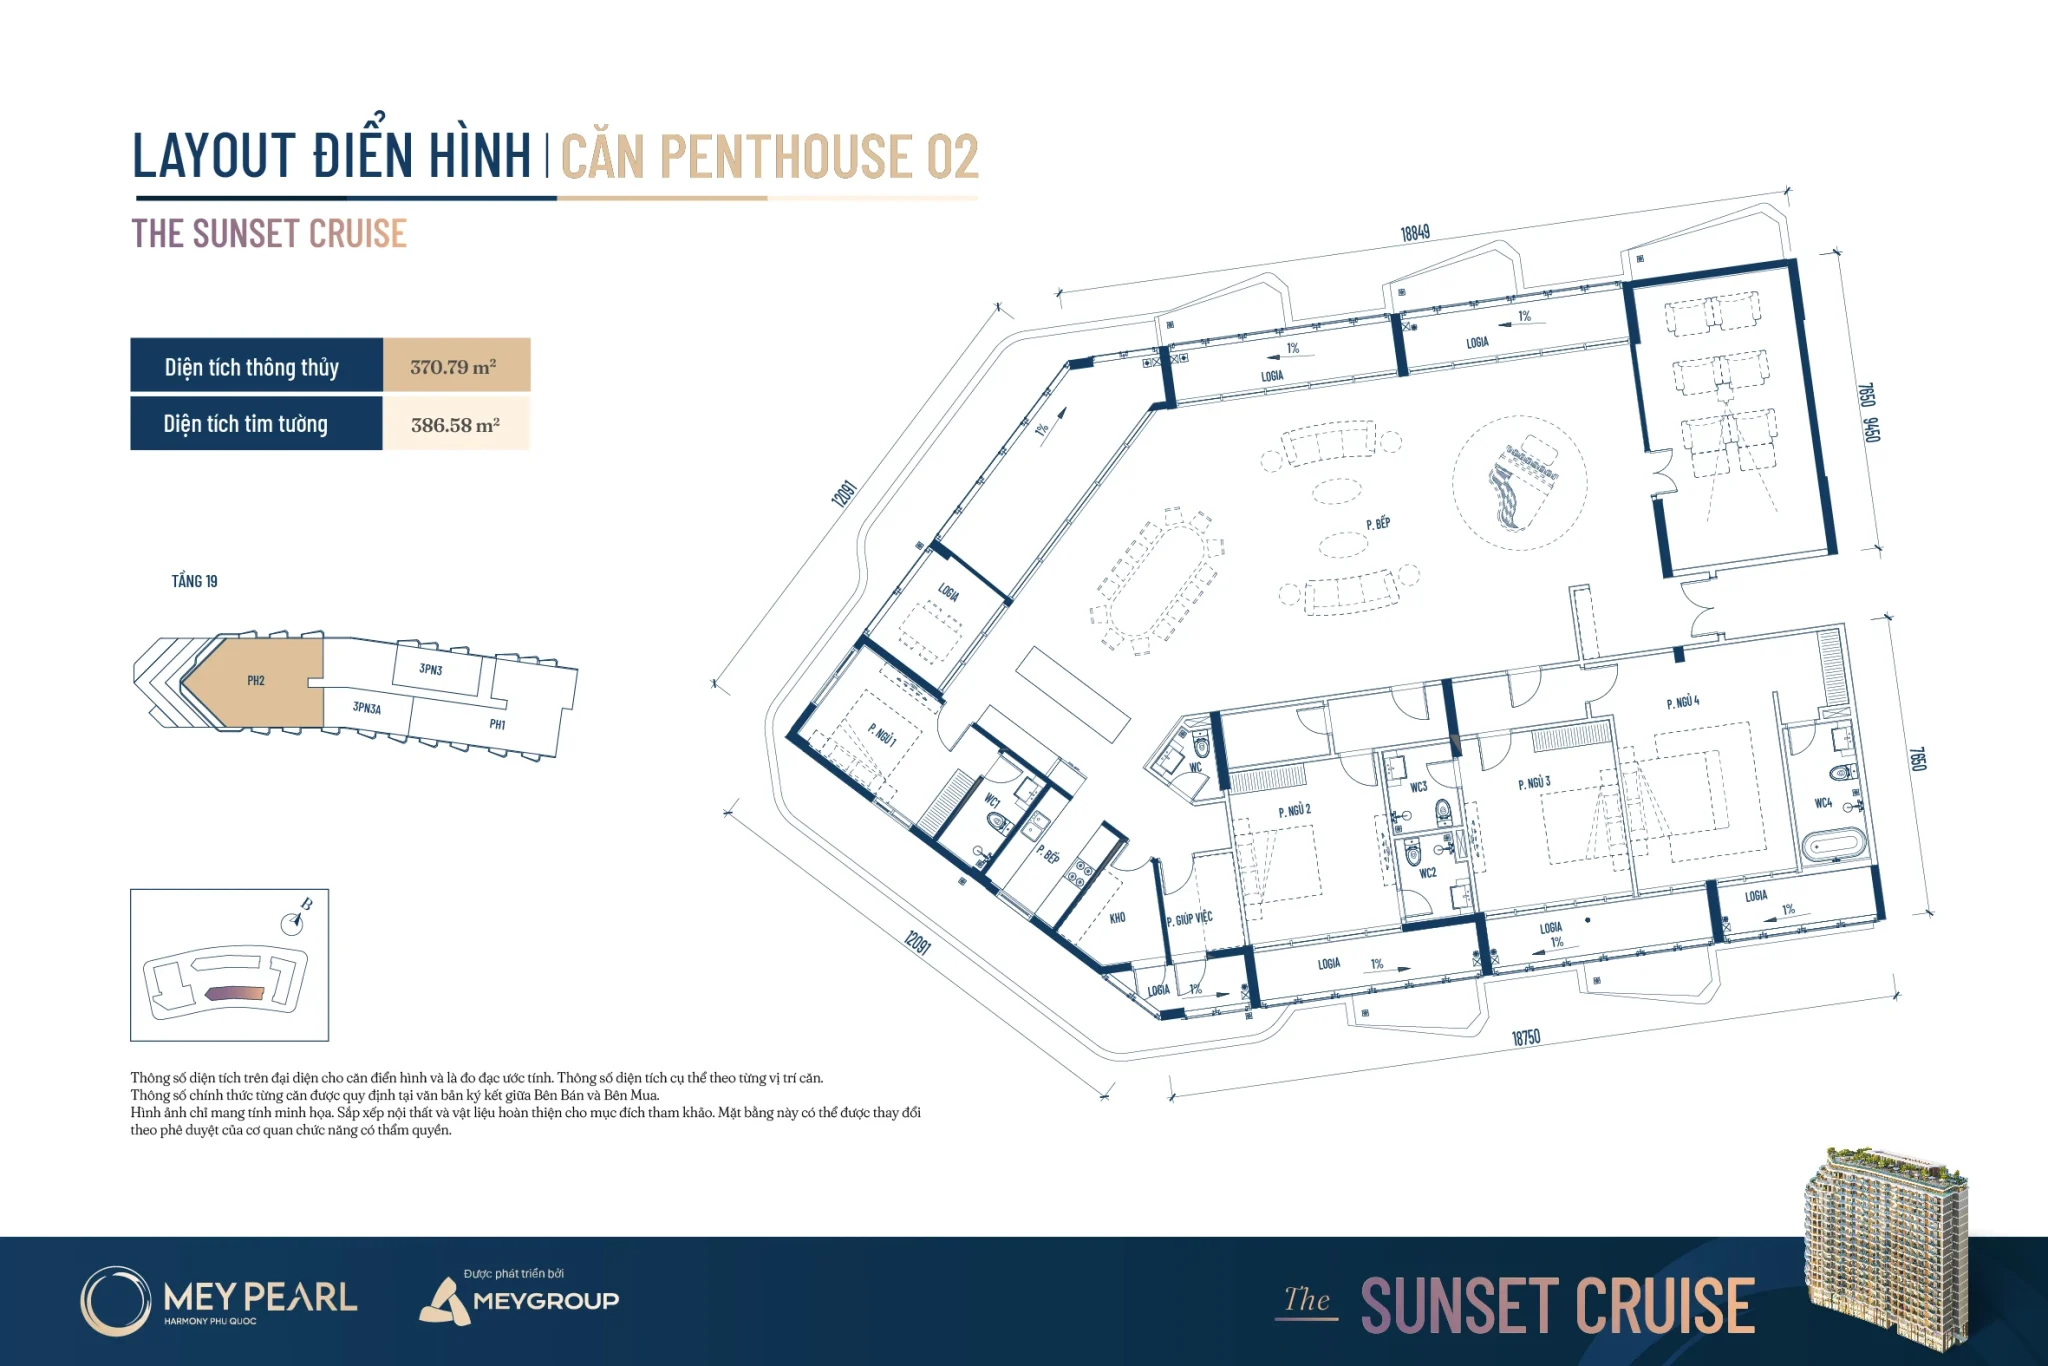 LAYOUT ĐIỂN HÌNH | CĂN PENTHOUSE 02
THE SUNSET CRUISE
Diện tích thông thủy 370.79 m²
Diện tích tim tường 386.58 m²
TẦNG 19
PH2
3PN3
3PN3A
PH1
B
18849
12091
7650 9450
7650
12091
18750
1%
LOGIA
1%
LOGIA
1%
LOGIA
P. BẾP
P. NGỦ 1
WC1
P. BẾP
KHO
P. GIÚP VIỆC
WC
P. NGỦ 2
WC3
WC2
P. NGỦ 3
P. NGỦ 4
WC4
LOGIA 1%
LOGIA 1%
LOGIA
1%
LOGIA
1%
Thông số diện tích trên đại diện cho căn điển hình và là đo đạc ước tính. Thông số diện tích cụ thể theo từng vị trí căn.
Thông số chính thức từng căn được quy định tại văn bản ký kết giữa Bên Bán và Bên Mua.
Hình ảnh chỉ mang tính minh họa. Sắp xếp nội thất và vật liệu hoàn thiện cho mục đích tham khảo. Mặt bằng này có thể được thay đổi
theo phê duyệt của cơ quan chức năng có thẩm quyền.
MEY PEARL
HARMONY PHU QUOC
Được phát triển bởi
MEYGROUP
The SUNSET CRUISE